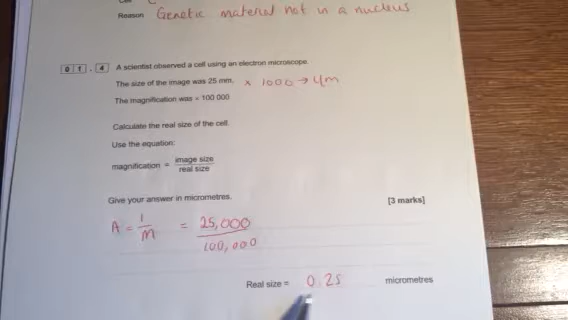 Reason Genetic material not in a nucleus
0 1 . 4 A scientist observed a cell using an electron microscope.
The size of the image was 25 mm. × 1000 → µm
The magnification was × 100 000
Calculate the real size of the cell.
Use the equation:
magnification = image size / real size
Give your answer in micrometres.
[3 marks]
A = I / M = 25,000 / 100,000
Real size = 0.25 micrometres